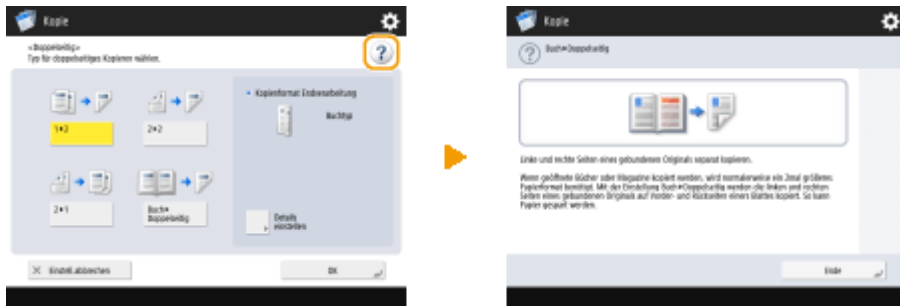 Kopie
<Doppelseitig>
Typ für doppelseitiges Kopieren wählen.
?
1▸2
2▸2
2▸1
Buch▸
Doppelseitig
Kopienformat Endverarbeitung
Buchtyp
Details
einstellen
× Einstell.abbrechen
OK
Kopie
? Buch▸Doppelseitig
Linke und rechte Seiten eines gebundenen Originals separat kopieren.
Wenn geöffnete Bücher oder Magazine kopiert werden, wird normalerweise ein 2mal größeres
Papierformat benötigt. Mit der Einstellung Buch▸Doppelseitig werden die linken und rechten
Seiten eines gebundenen Originals auf Vorder- und Rückseiten eines Blattes kopiert. So kann
Papier gespart werden.
Ende